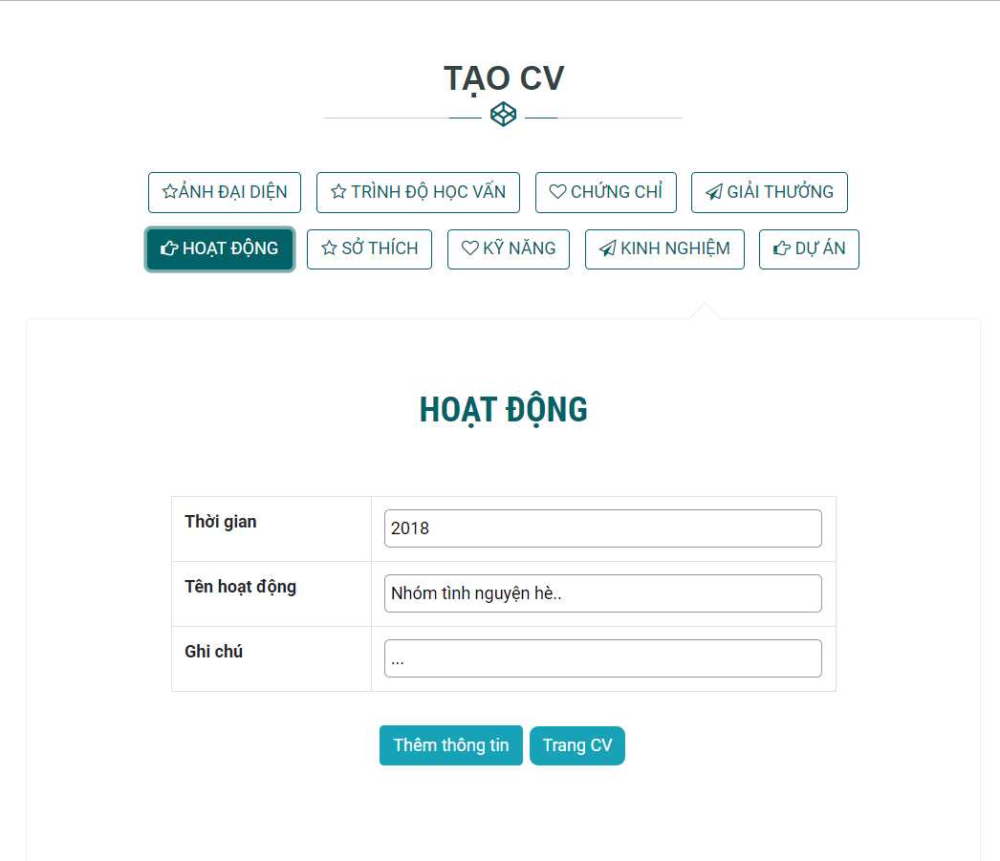 TẠO CV
ẢNH ĐẠI DIỆN TRÌNH ĐỘ HỌC VẤN CHỨNG CHỈ GIẢI THƯỞNG
HOẠT ĐỘNG SỞ THÍCH KỸ NĂNG KINH NGHIỆM DỰ ÁN
HOẠT ĐỘNG
Thời gian 2018
Tên hoạt động Nhóm tình nguyện hè..
Ghi chú ...
Thêm thông tin Trang CV